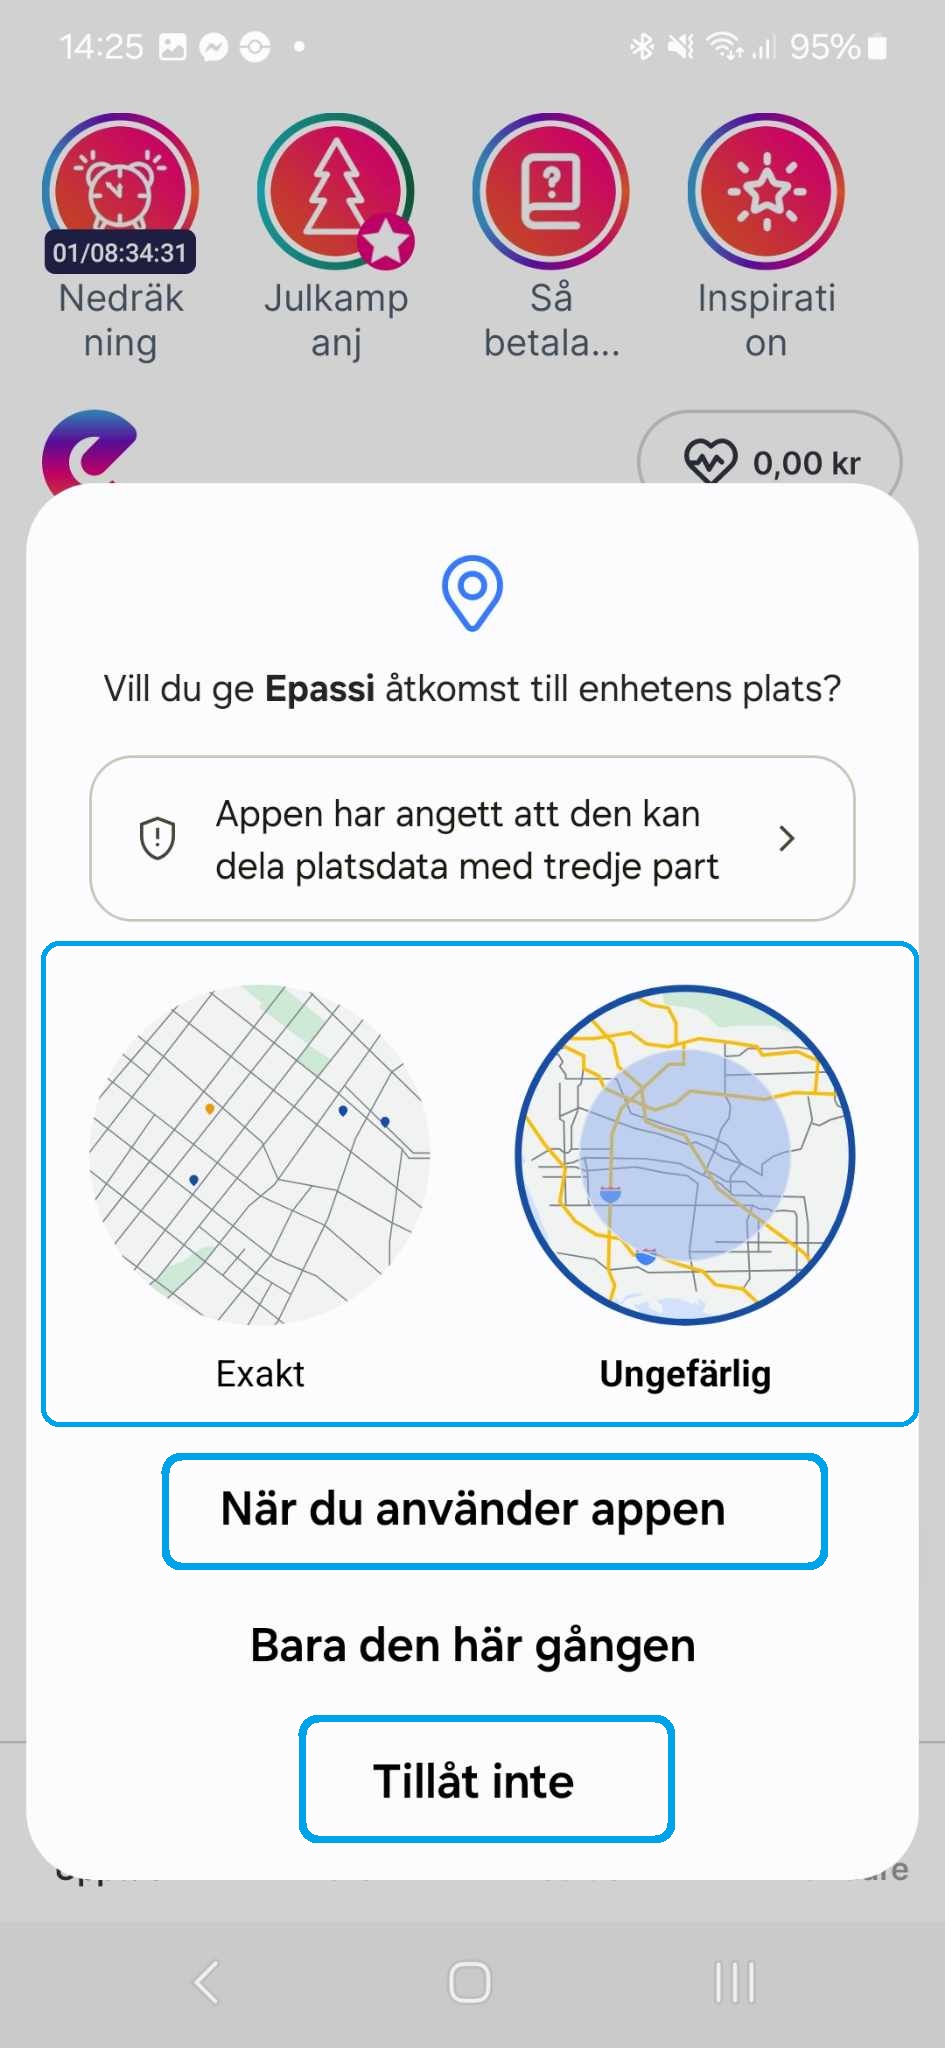 14:25 95%
01/08:34:31
Nedräk
ning
Julkamp
anj
Så
betala...
Inspirati
on
0,00 kr
Vill du ge Epassi åtkomst till enhetens plats?
Appen har angett att den kan
dela platsdata med tredje part
Exakt Ungefärlig
När du använder appen
Bara den här gången
Tillåt inte